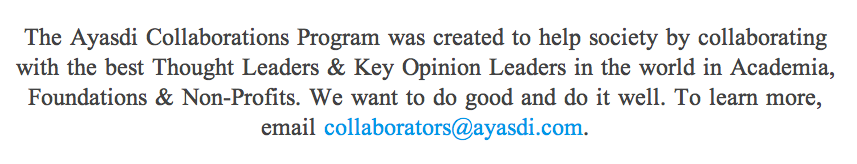 The Ayasdi Collaborations Program was created to help society by collaborating
with the best Thought Leaders & Key Opinion Leaders in the world in Academia,
Foundations & Non-Profits. We want to do good and do it well. To learn more,
email collaborators@ayasdi.com.